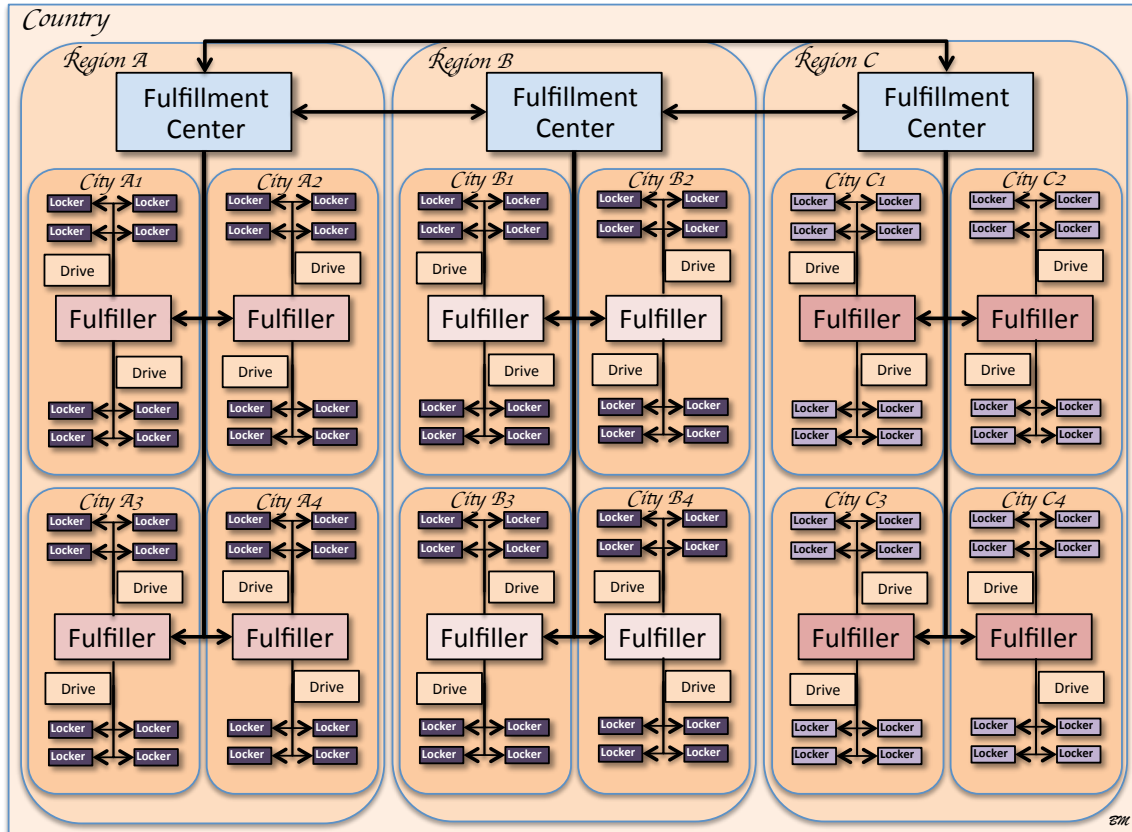 Country
Region A
Fulfillment
Center
City A1
Locker Locker
Locker Locker
Drive
Fulfiller
Drive
Locker Locker
Locker Locker
City A2
Locker Locker
Locker Locker
Drive
Fulfiller
Drive
Locker Locker
Locker Locker
City A3
Locker Locker
Locker Locker
Drive
Fulfiller
Drive
Locker Locker
Locker Locker
City A4
Locker Locker
Locker Locker
Drive
Fulfiller
Drive
Locker Locker
Locker Locker
Region B
Fulfillment
Center
City B1
Locker Locker
Locker Locker
Drive
Fulfiller
Drive
Locker Locker
Locker Locker
City B2
Locker Locker
Locker Locker
Drive
Fulfiller
Drive
Locker Locker
Locker Locker
City B3
Locker Locker
Locker Locker
Drive
Fulfiller
Drive
Locker Locker
Locker Locker
City B4
Locker Locker
Locker Locker
Drive
Fulfiller
Drive
Locker Locker
Locker Locker
Region C
Fulfillment
Center
City C1
Locker Locker
Locker Locker
Drive
Fulfiller
Drive
Locker Locker
Locker Locker
City C2
Locker Locker
Locker Locker
Drive
Fulfiller
Drive
Locker Locker
Locker Locker
City C3
Locker Locker
Locker Locker
Drive
Fulfiller
Drive
Locker Locker
Locker Locker
City C4
Locker Locker
Locker Locker
Drive
Fulfiller
Drive
Locker Locker
Locker Locker
BM